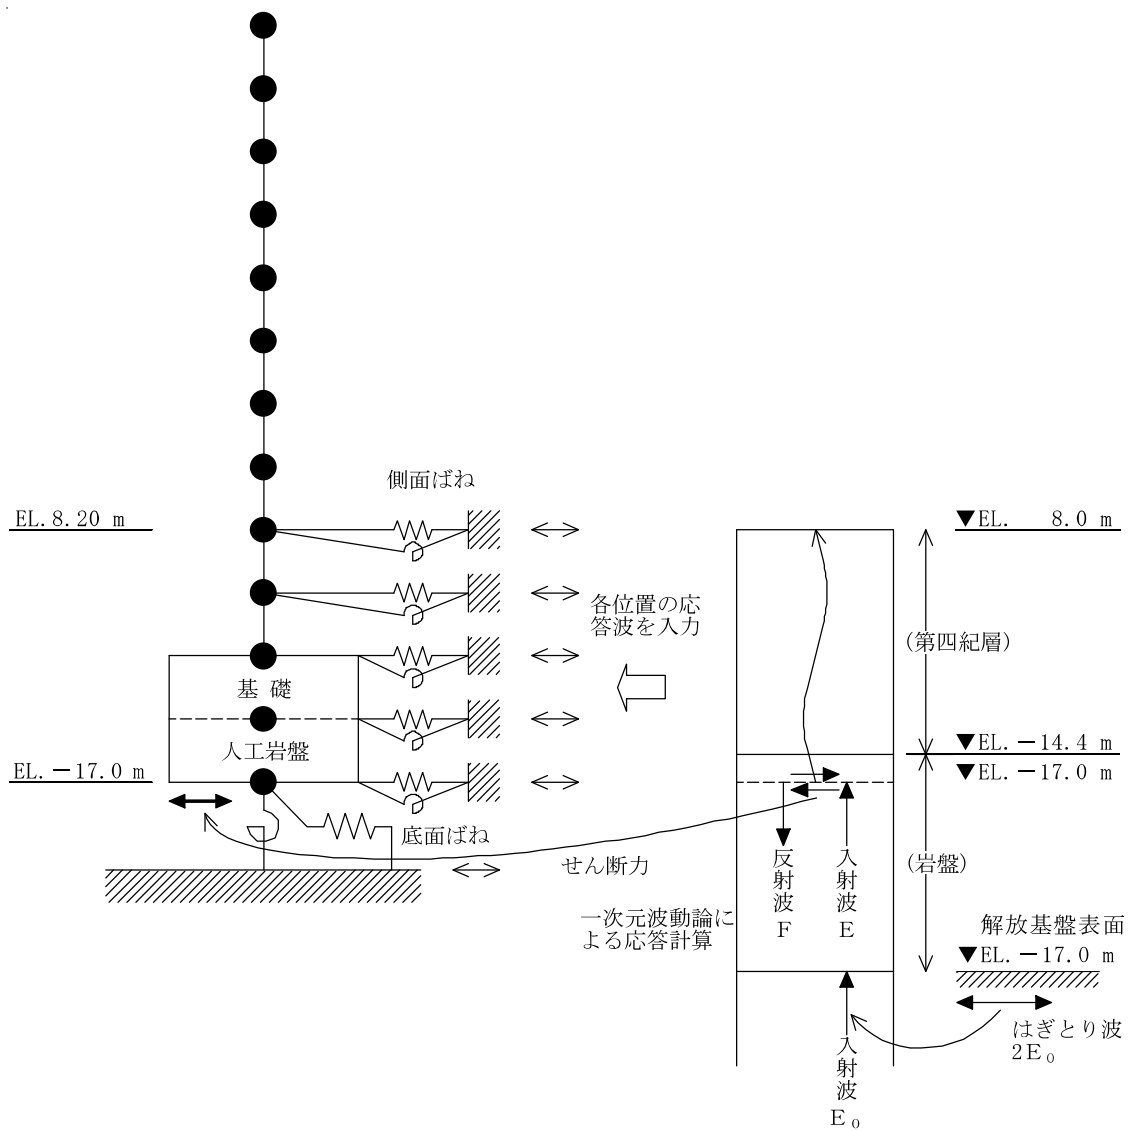 側面ばね
EL.8.20 m
▼EL. 8.0 m
各位置の応
答波を入力
(第四紀層)
基 礎
人工岩盤
EL.－17.0 m
▼EL.－14.4 m
▼EL.－17.0 m
底面ばね
せん断力
反射波F
入射波E
(岩盤)
一次元波動論に
よる応答計算
解放基盤表面
▼EL.－17.0 m
はぎとり波
2E₀
入射波E₀